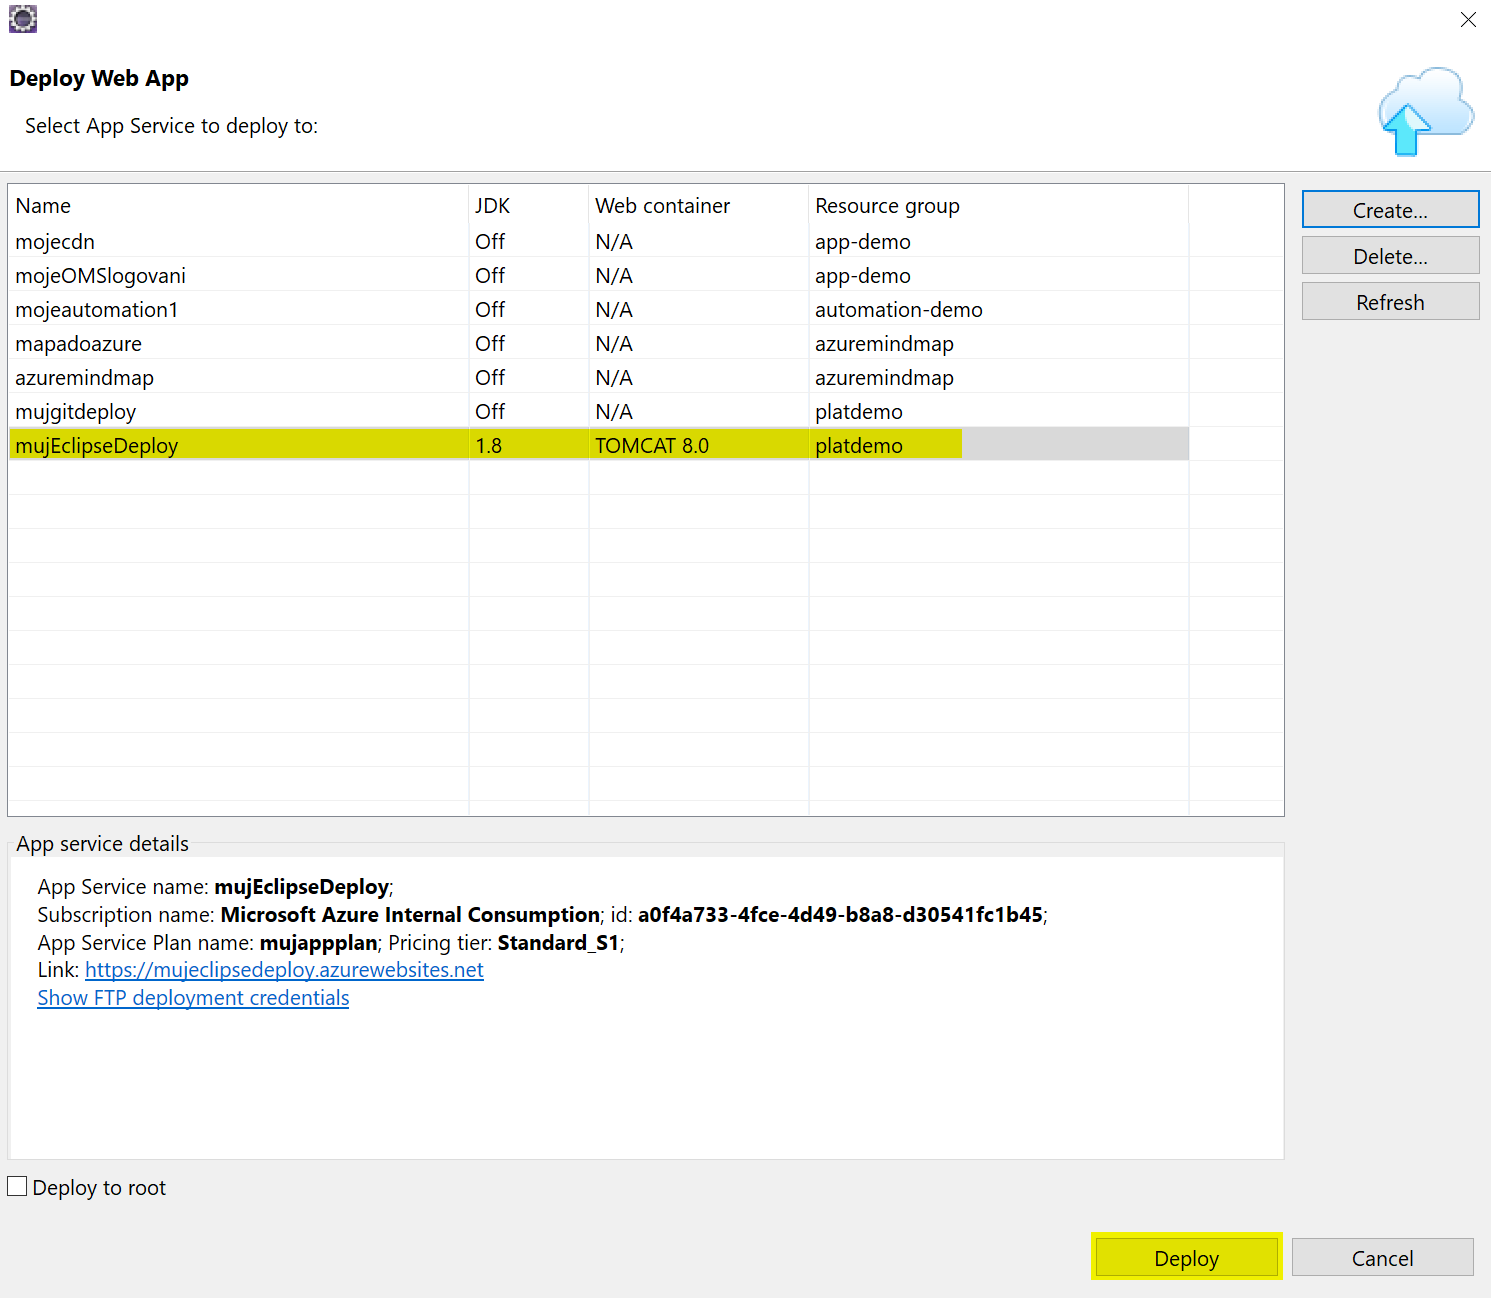 Deploy Web App
Select App Service to deploy to:
Name JDK Web container Resource group
mojecdn Off N/A app-demo
mojeOMSlogovani Off N/A app-demo
mojeautomation1 Off N/A automation-demo
mapadoazure Off N/A azuremindmap
azuremindmap Off N/A azuremindmap
mujgitdeploy Off N/A platdemo
mujEclipseDeploy 1.8 TOMCAT 8.0 platdemo
Create...
Delete...
Refresh
App service details
App Service name: mujEclipseDeploy;
Subscription name: Microsoft Azure Internal Consumption; id: a0f4a733-4fce-4d49-b8a8-d30541fc1b45;
App Service Plan name: mujappplan; Pricing tier: Standard_S1;
Link: https://mujeclipsedeploy.azurewebsites.net
Show FTP deployment credentials
Deploy to root
Deploy Cancel